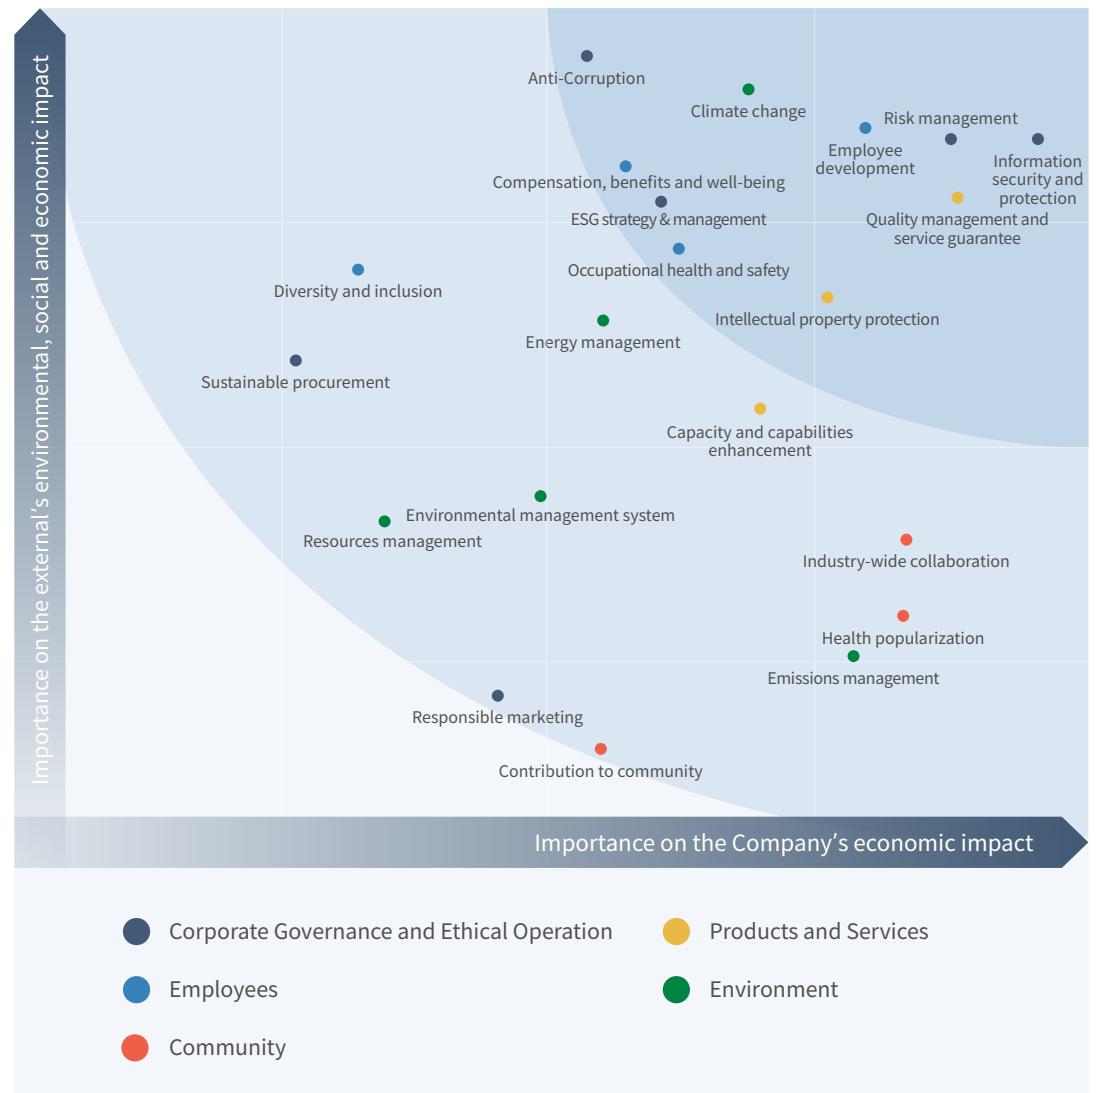 Importance on the external's environmental, social and economic impact
Anti-Corruption
Climate change
Risk management
Employee
development
Information
security and
protection
Compensation, benefits and well-being
ESG strategy & management
Quality management and
service guarantee
Occupational health and safety
Diversity and inclusion
Intellectual property protection
Energy management
Sustainable procurement
Capacity and capabilities
enhancement
Environmental management system
Resources management
Industry-wide collaboration
Health popularization
Emissions management
Responsible marketing
Contribution to community
Importance on the Company's economic impact
Corporate Governance and Ethical Operation
Products and Services
Employees
Environment
Community